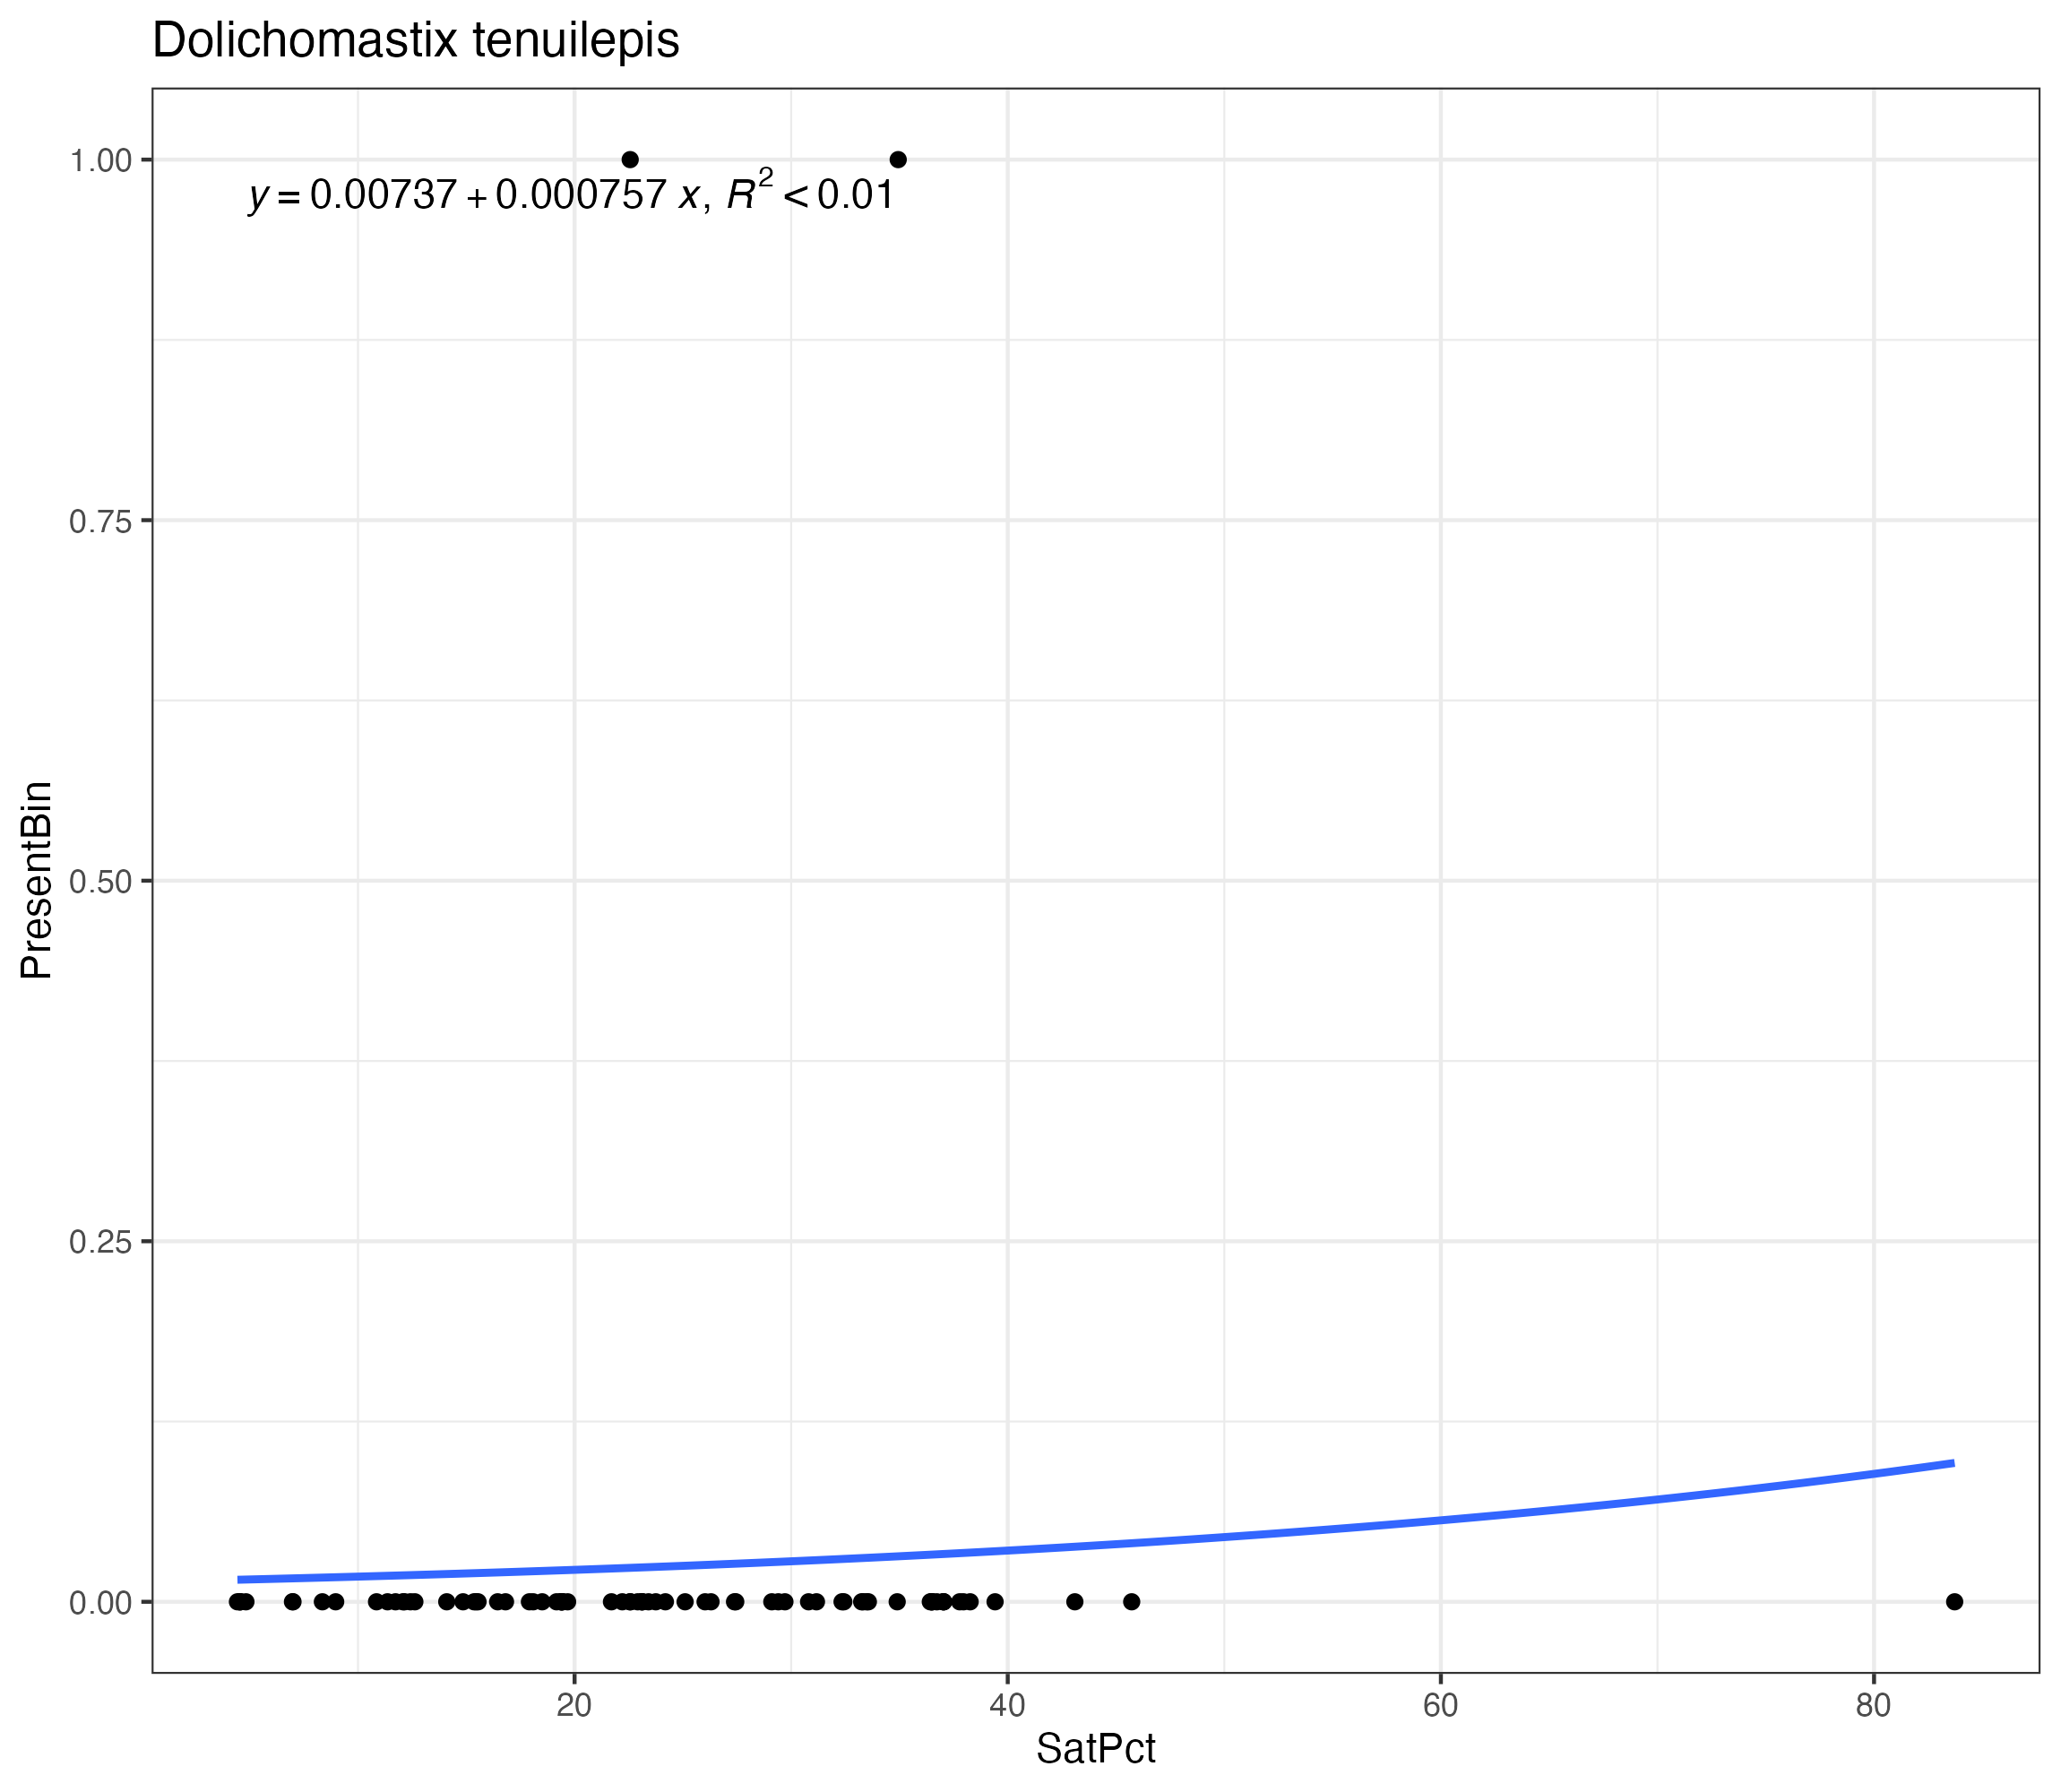 Dolichomastix tenuilepis
y = 0.00737 + 0.000757 x, R² < 0.01
1.00
0.75
0.50
0.25
0.00
PresentBin
20 40 60 80
SatPct